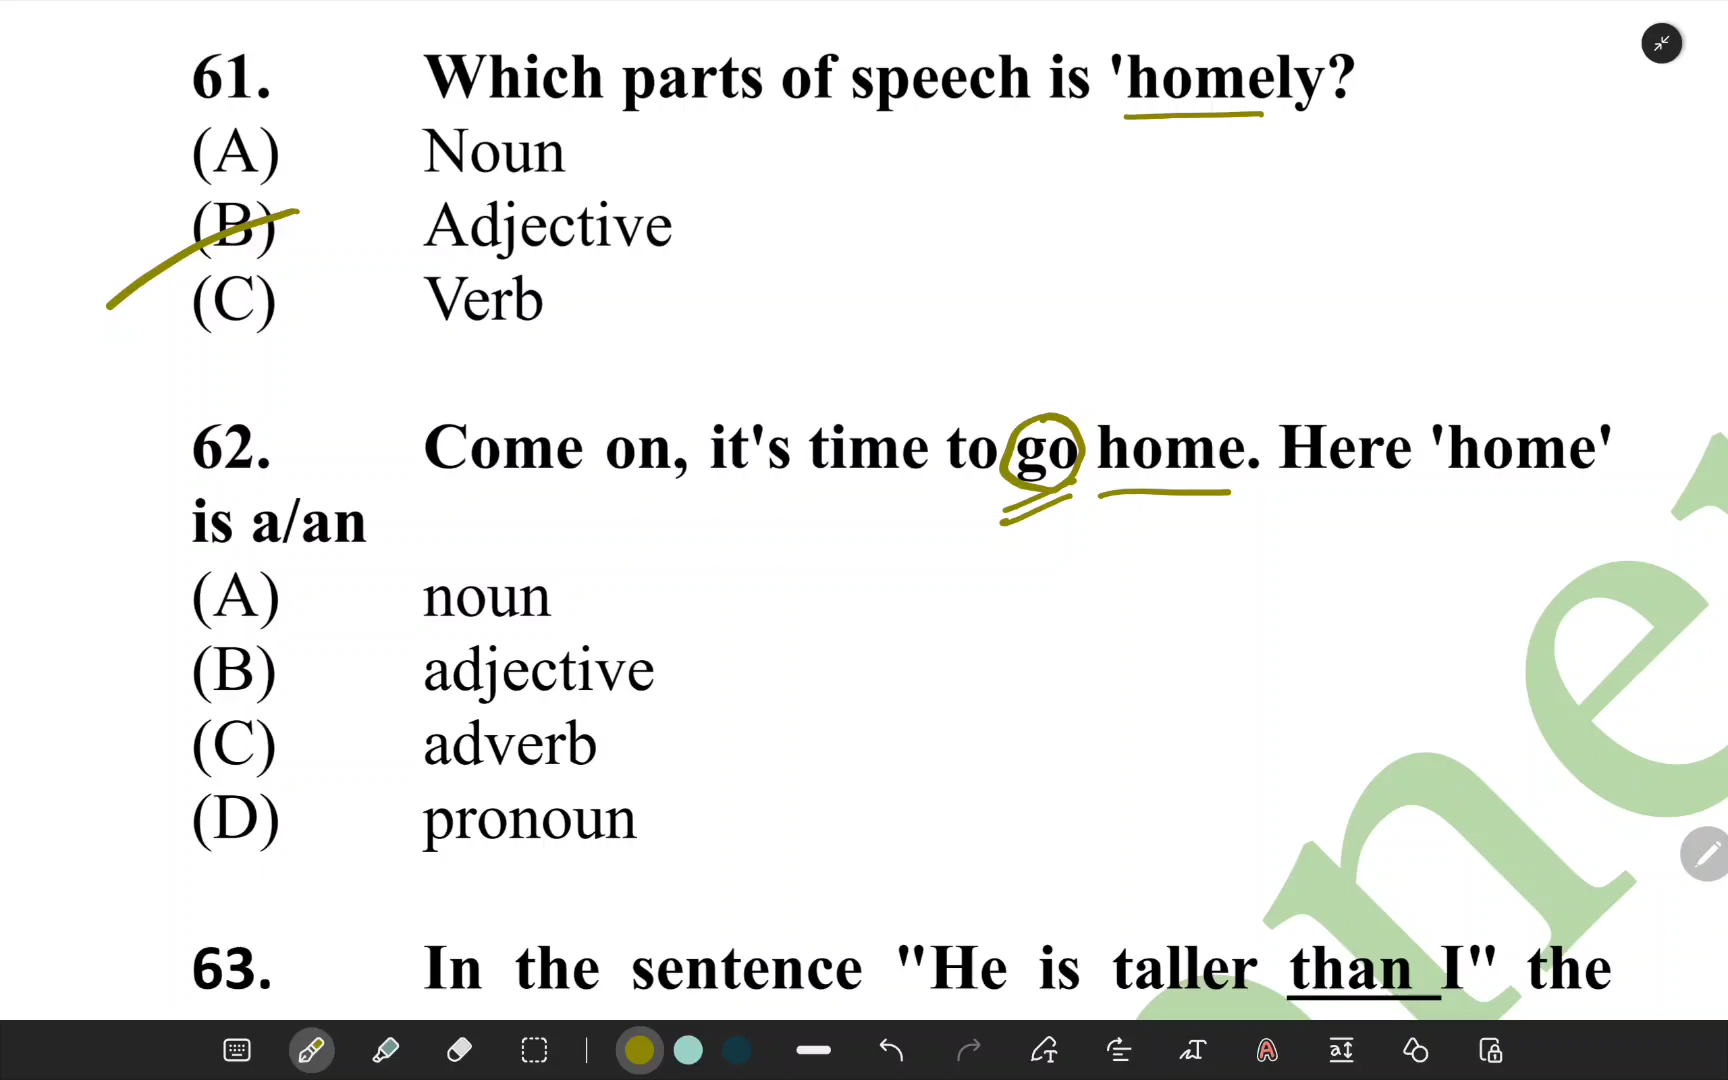 61. Which parts of speech is 'homely?
(A) Noun
(B) Adjective
(C) Verb
62. Come on, it's time to go home. Here 'home'
is a/an
(A) noun
(B) adjective
(C) adverb
(D) pronoun
63. In the sentence "He is taller than I" the